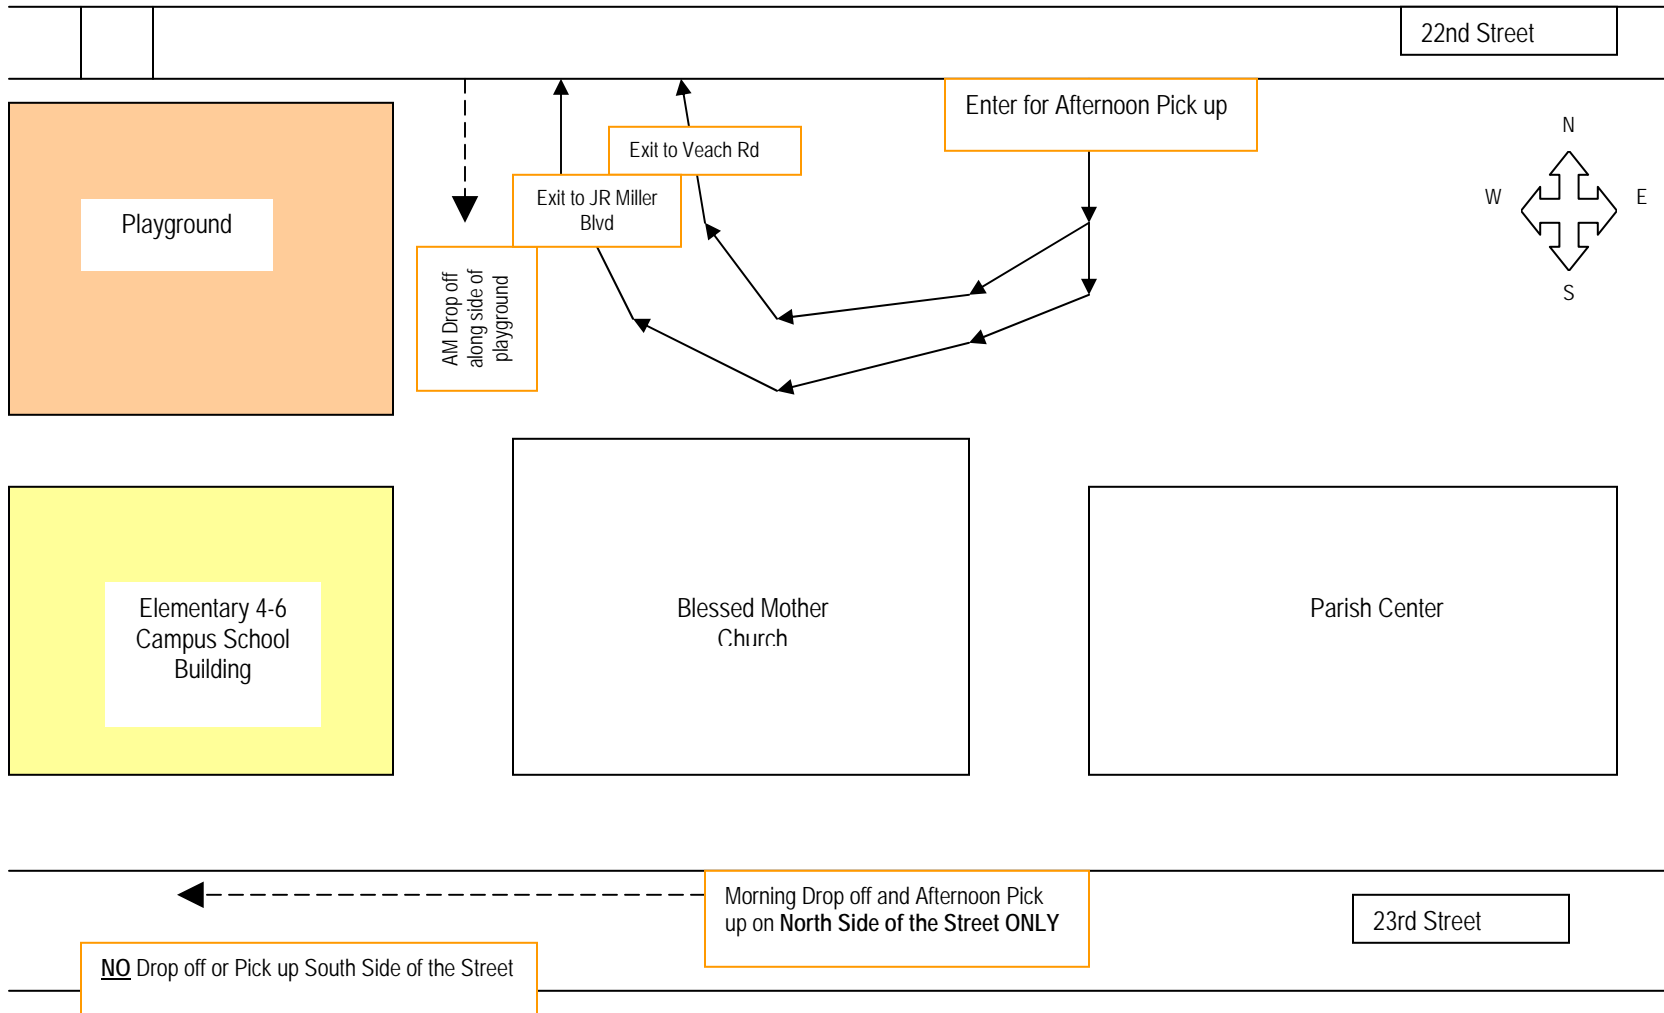 22nd Street
Enter for Afternoon Pick up
N
W
E
S
Exit to Veach Rd
Exit to JR Miller
Blvd
Playground
AM Drop off
along side of
playground
Elementary 4-6
Campus School
Building
Blessed Mother
Church
Parish Center
Morning Drop off and Afternoon Pick
up on North Side of the Street ONLY
23rd Street
NO Drop off or Pick up South Side of the Street